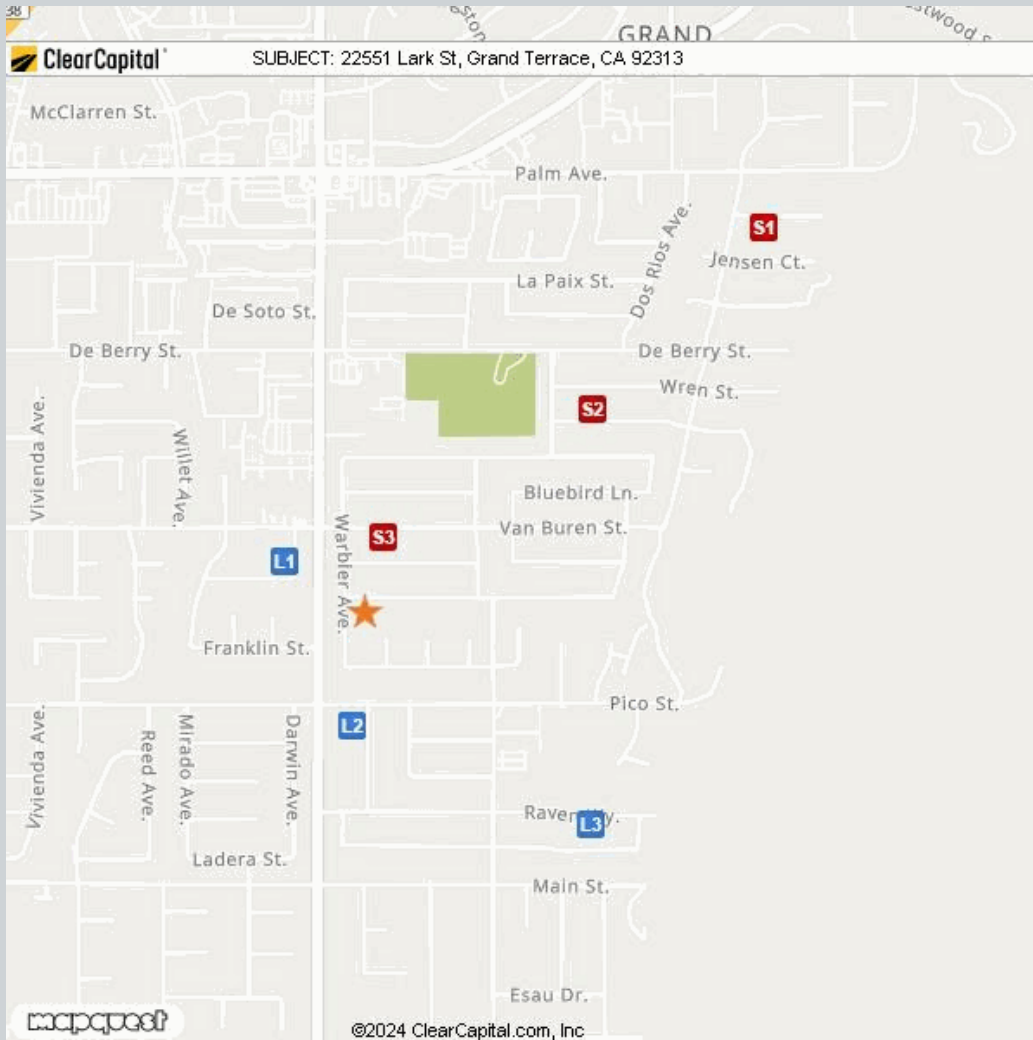 38
GRAND
ClearCapital
SUBJECT: 22551 Lark St, Grand Terrace, CA 92313
McClarren St.
Palm Ave.
S1
Dos Rios Ave.
Jensen Ct.
La Paix St.
De Soto St.
De Berry St.
De Berry St.
Wren St.
S2
Vivienda Ave.
Willet Ave.
Bluebird Ln.
Van Buren St.
Warbler Ave.
S3
L1
Franklin St.
Pico St.
L2
Vivienda Ave.
Reed Ave.
Mirado Ave.
Darwin Ave.
L3
Ladera St.
Main St.
Esau Dr.
mapquest
©2024 ClearCapital.com, Inc